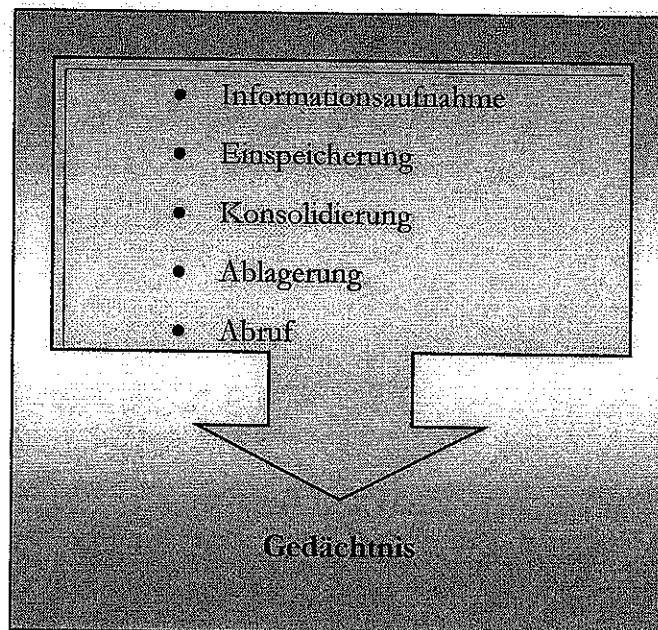 • Informationsaufnahme
• Einspeicherung
• Konsolidierung
• Ablagerung
• Abruf
Gedächtnis